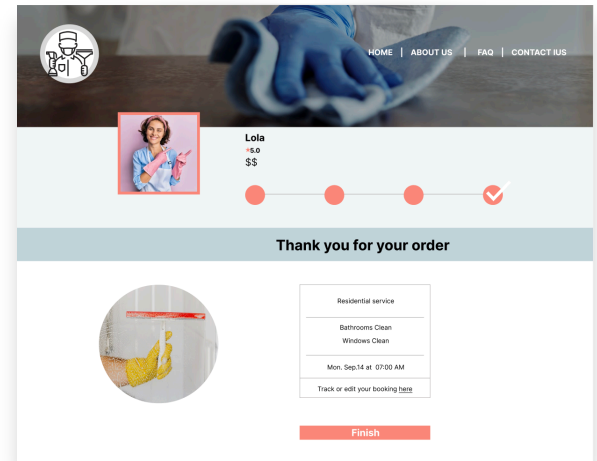 HOME | ABOUT US | FAQ | CONTACT IUS
Lola
*5.0
$$
Thank you for your order
Residential service
Bathrooms Clean
Windows Clean
Mon. Sep.14 at 07:00 AM
Track or edit your booking here
Finish